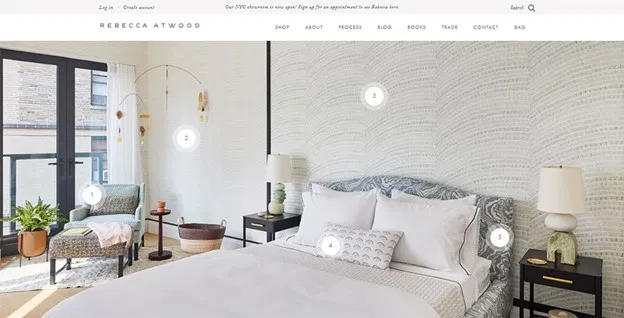 Log in · Create account
Our NYC showroom is now open! Sign up for an appointment to see Rebecca here.
Search
REBECCA ATWOOD
SHOP ABOUT PROCESS BLOG BOOKS TRADE CONTACT BAG
3
2
1
5
4